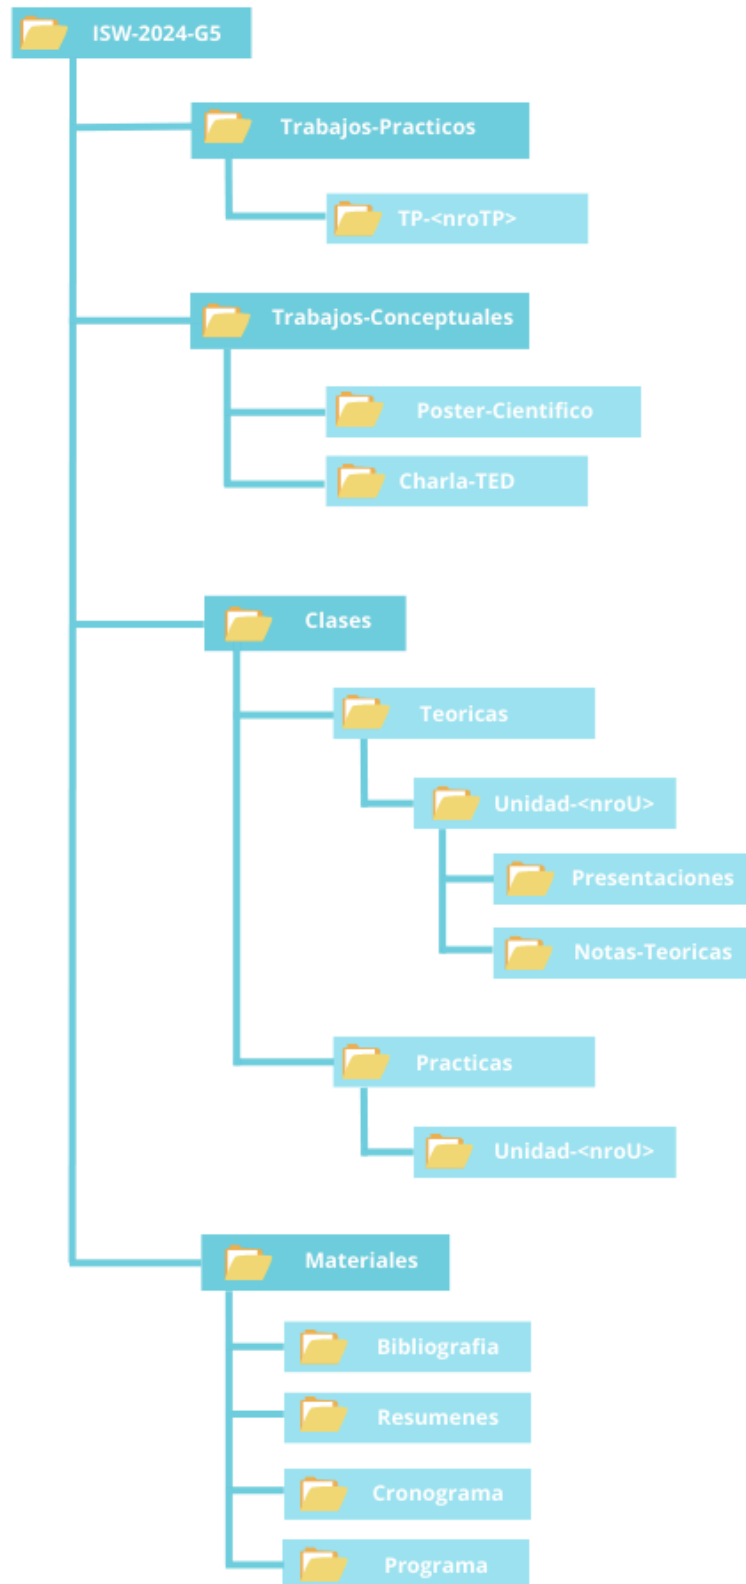 ISW-2024-G5
Trabajos-Practicos
TP-<nroTP>
Trabajos-Conceptuales
Poster-Cientifico
Charla-TED
Clases
Teoricas
Unidad-<nroU>
Presentaciones
Notas-Teoricas
Practicas
Unidad-<nroU>
Materiales
Bibliografia
Resumenes
Cronograma
Programa